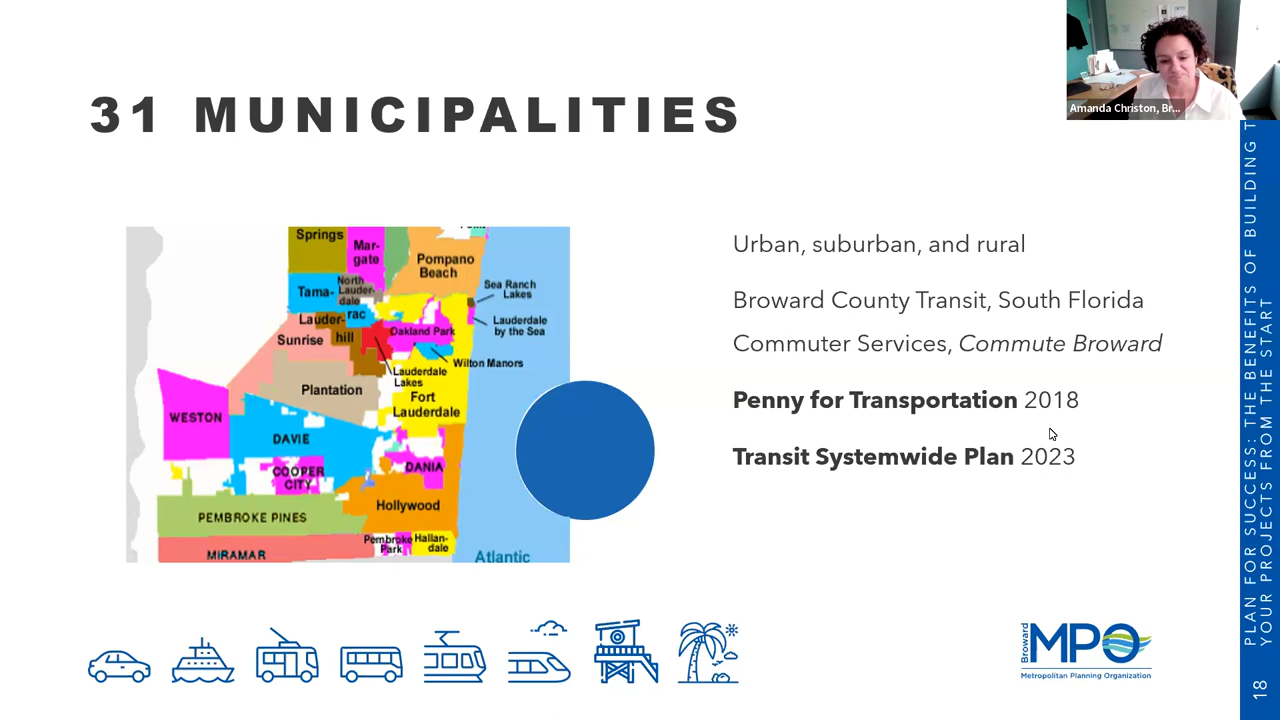 31 MUNICIPALITIES
Amanda Christon, Br...
Springs
Mar-
gate
Pompano
Beach
North
Lauder-
dale
Tama-
rac
Sea Ranch
Lakes
Lauder-
hill
Oakland Park
Lauderdale
by the Sea
Sunrise
Wilton Manors
Lauderdale
Lakes
Plantation
Fort
Lauderdale
WESTON
DAVIE
COOPER
CITY
DANIA
Hollywood
PEMBROKE PINES
Pembroke
Park
Hallan-
dale
MIRAMAR
Atlantic
Urban, suburban, and rural
Broward County Transit, South Florida
Commuter Services, Commute Broward
Penny for Transportation 2018
Transit Systemwide Plan 2023
Broward
MPO
Metropolitan Planning Organization
PLAN FOR SUCCESS: THE BENEFITS OF BUILDING T
YOUR PROJECTS FROM THE START
18